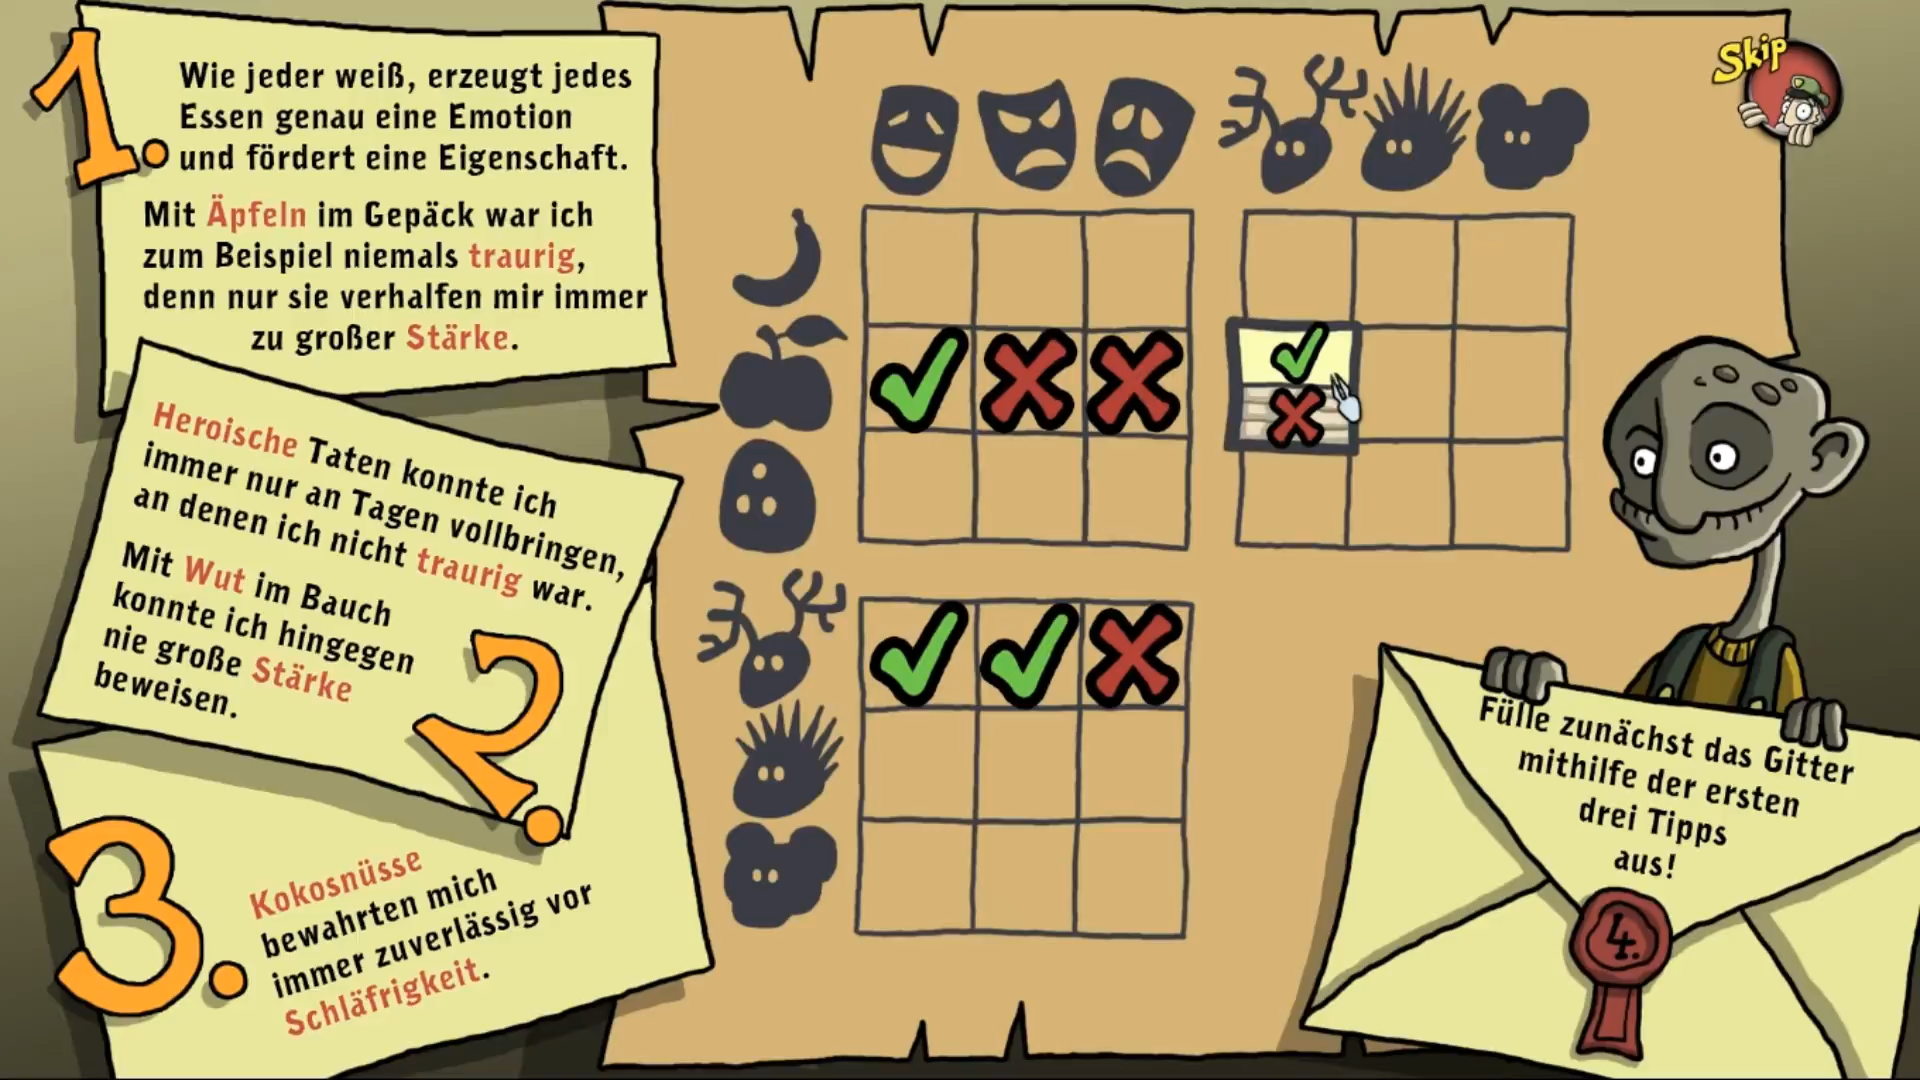 1.
Wie jeder weiß, erzeugt jedes
Essen genau eine Emotion
und fördert eine Eigenschaft.
Mit Äpfeln im Gepäck war ich
zum Beispiel niemals traurig,
denn nur sie verhalfen mir immer
zu großer Stärke.
Heroische Taten konnte ich
immer nur an Tagen vollbringen,
an denen ich nicht traurig war.
Mit Wut im Bauch
konnte ich hingegen
nie große Stärke
beweisen.
2.
3.
Kokosnüsse
bewahrten mich
immer zuverlässig vor
Schläfrigkeit.
Skip
Fülle zunächst das Gitter
mithilfe der ersten
drei Tipps
aus!
4.